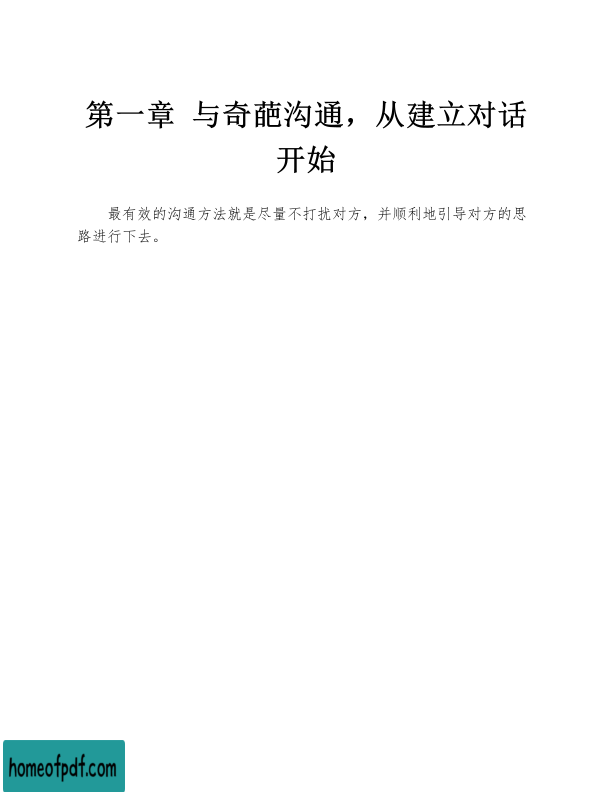 第一章 与奇葩沟通，从建立对话
开始
最有效的沟通方法就是尽量不打扰对方，并顺利地引导对方的思
路进行下去。
homeofpdf.com